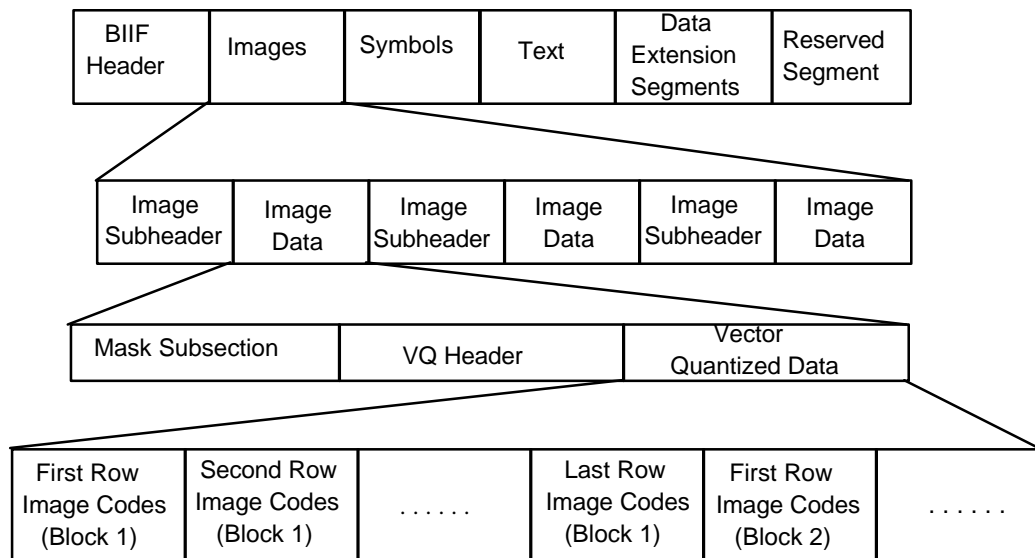 BIIF
Header
Images
Symbols
Text
Data
Extension
Segments
Reserved
Segment
Image
Subheader
Image
Data
Image
Subheader
Image
Data
Image
Subheader
Image
Data
Mask Subsection
VQ Header
Vector
Quantized Data
First Row
Image Codes
(Block 1)
Second Row
Image Codes
(Block 1)
. . . . . .
Last Row
Image Codes
(Block 1)
First Row
Image Codes
(Block 2)
. . . . . .